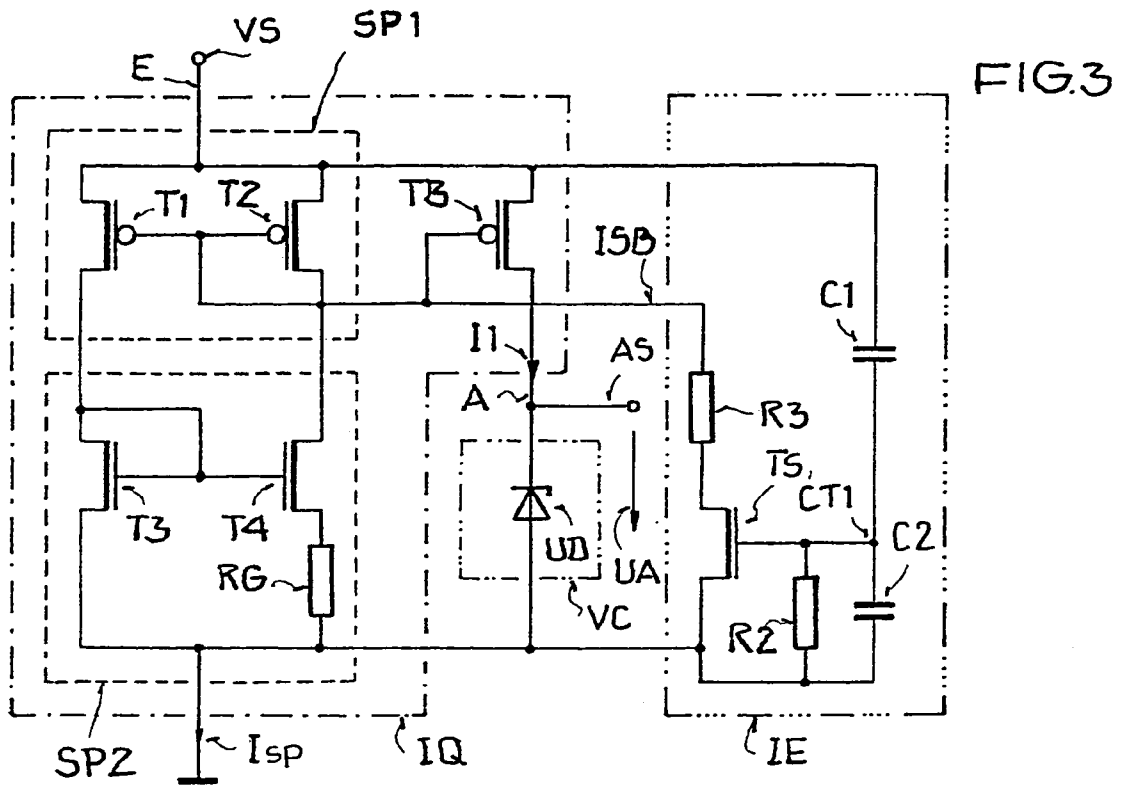 VS
SP1
E
FIG.3
T1
T2
TB
ISB
C1
I1
AS
A
R3
TS,
CT1
C2
T3
T4
UD
UA
RG
VC
R2
SP2
Isp
IQ
IE